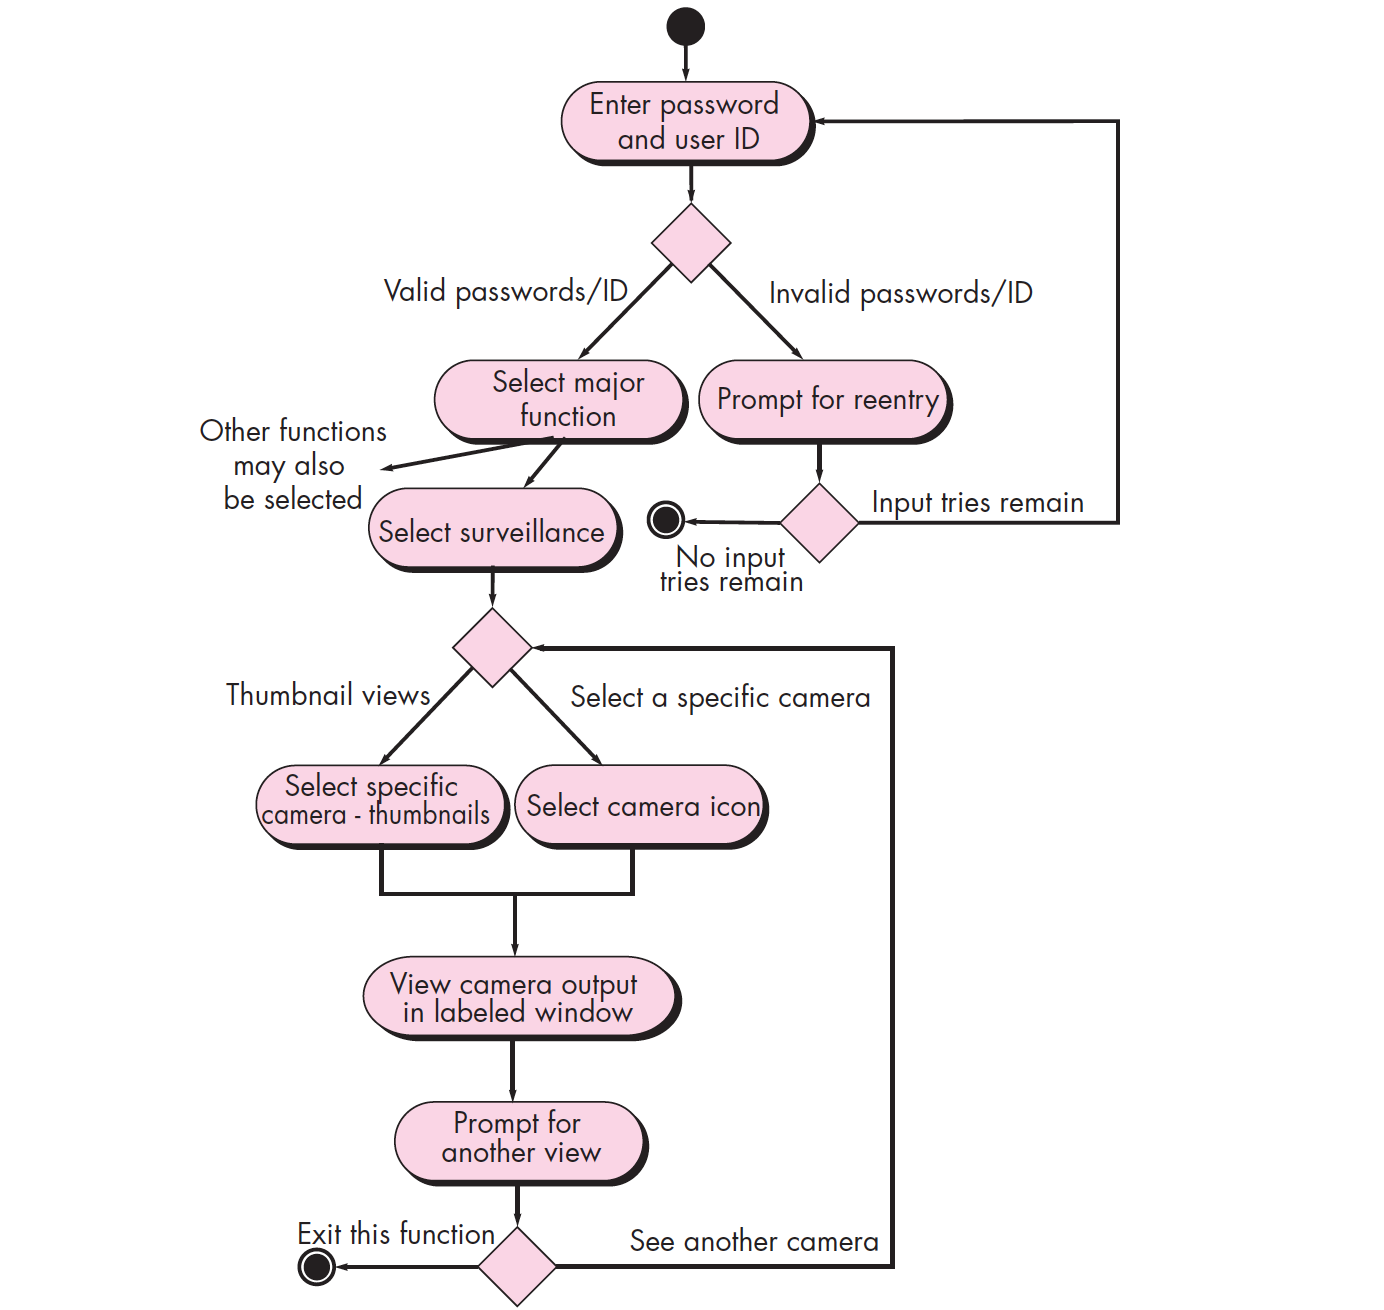 Enter password
and user ID
Valid passwords/ID
Invalid passwords/ID
Select major
function
Prompt for reentry
Other functions
may also
be selected
Select surveillance
Input tries remain
No input
tries remain
Thumbnail views
Select a specific camera
Select specific
camera - thumbnails
Select camera icon
View camera output
in labeled window
Prompt for
another view
Exit this function
See another camera